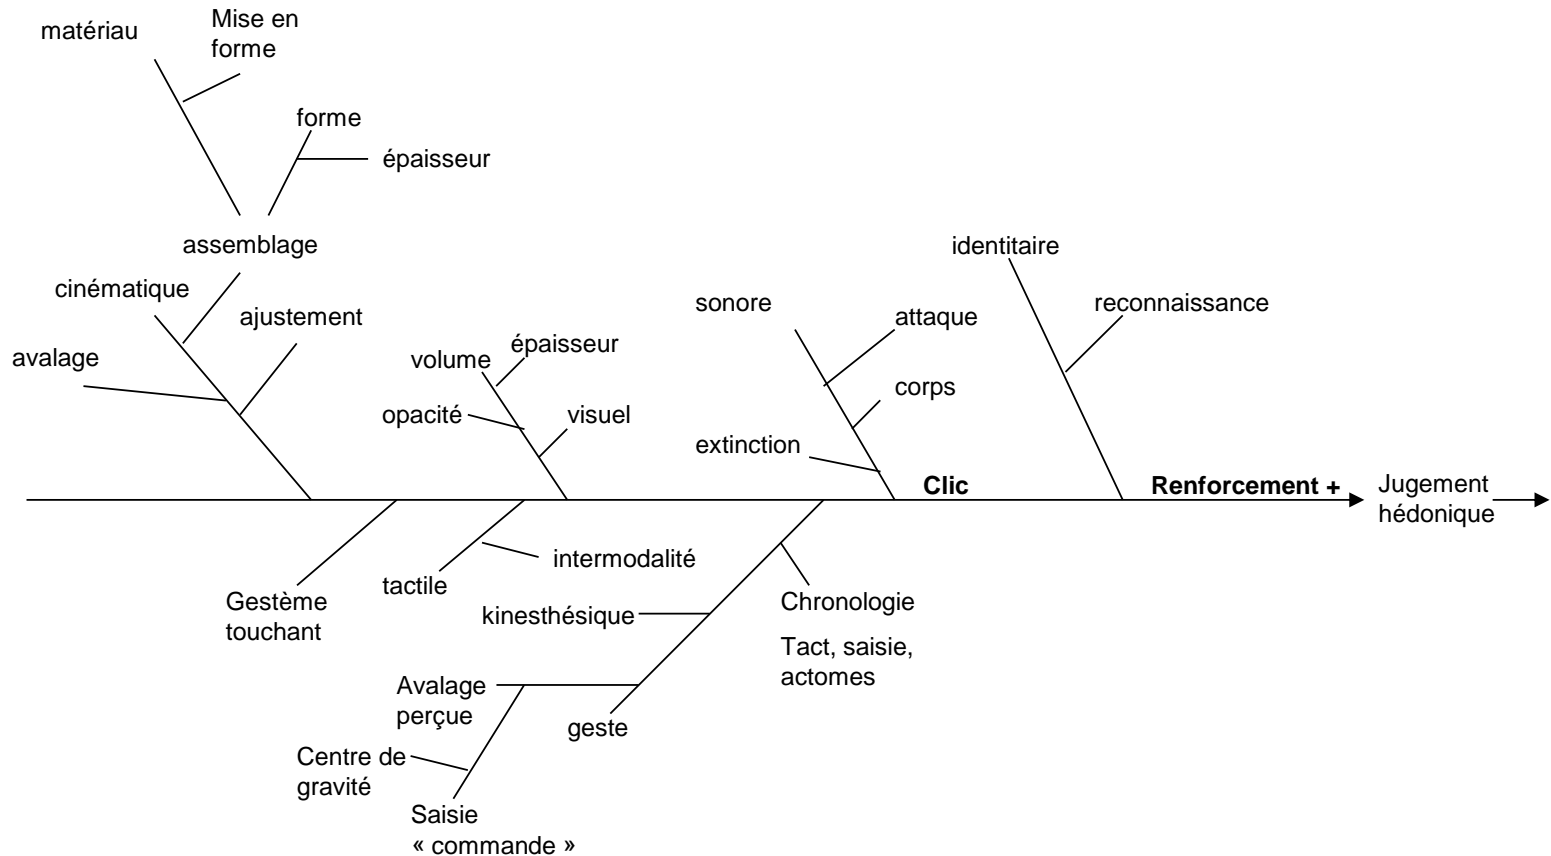 matériau
Mise en
forme
forme
épaisseur
assemblage
identitaire
cinématique
reconnaissance
sonore
ajustement
attaque
avalage
volume
épaisseur
corps
opacité
visuel
extinction
Clic
Renforcement +
Jugement
hédonique
intermodalité
tactile
Gestème
touchant
kinesthésique
Chronologie
Tact, saisie,
actomes
Avalage
perçue
geste
Centre de
gravité
Saisie
« commande »